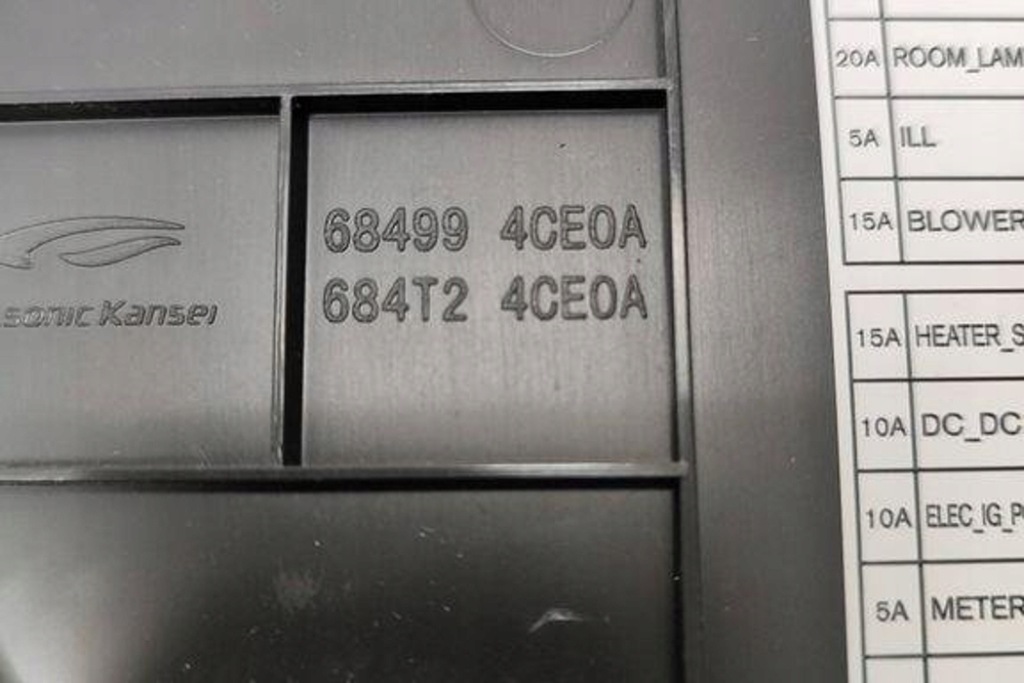 68499 4CE0A
684T2 4CE0A
sonic Kansei
20A ROOM_LAM
5A ILL
15A BLOWER
15A HEATER_S
10A DC_DC
10A ELEC_IG_P
5A METER